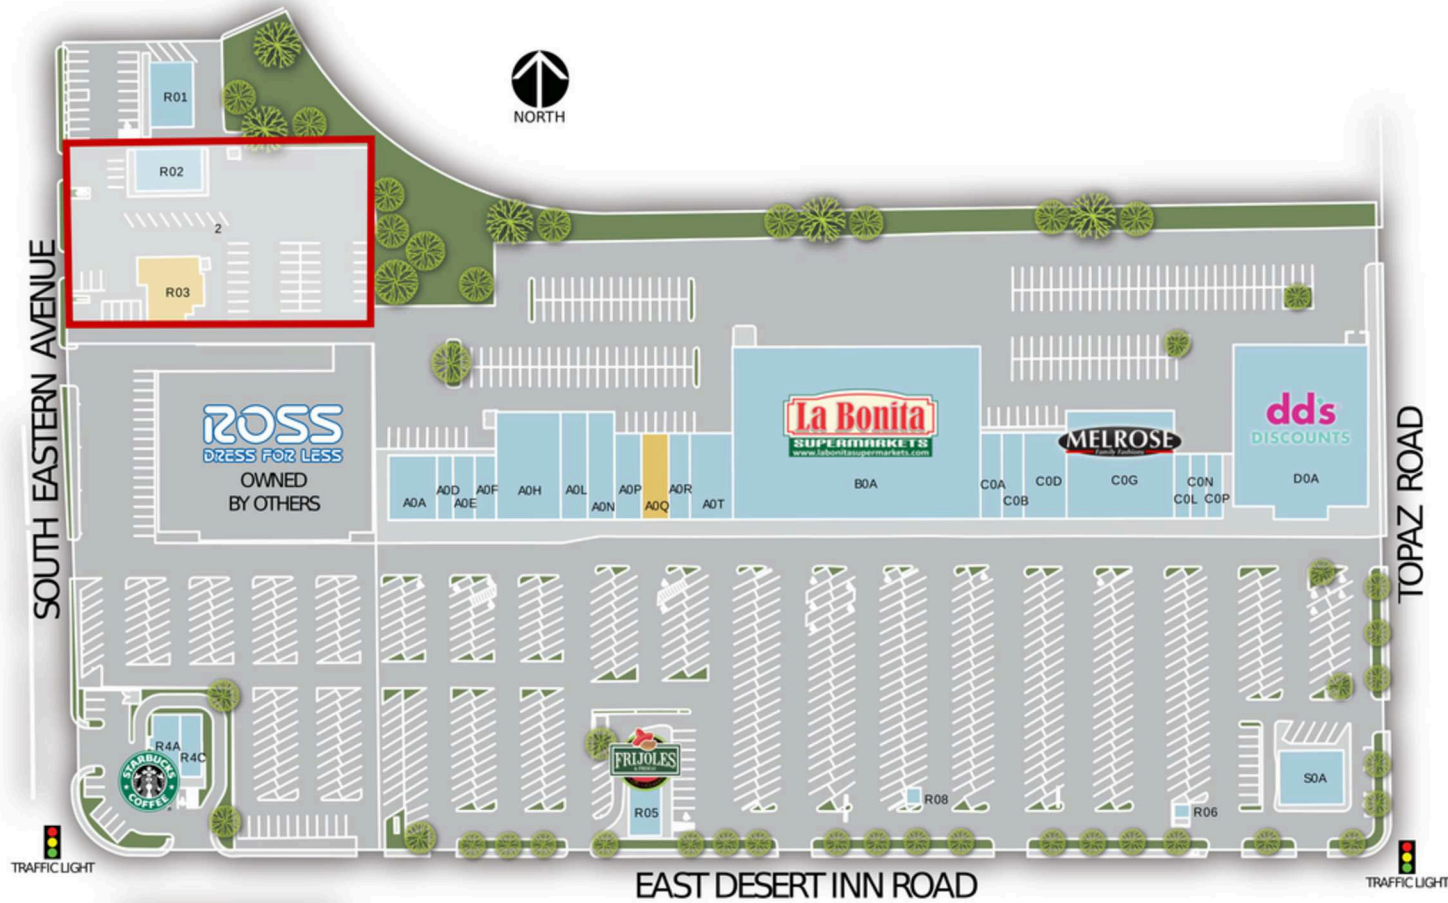 R01
NORTH
R02
2
R03
SOUTH EASTERN AVENUE
ROSS
DRESS FOR LESS
OWNED
BY OTHERS
A0A
A0D
A0E
A0F
A0H
A0L
A0N
A0P
A0Q
A0R
A0T
La Bonita
SUPERMARKETS
www.labonitasupermarkets.com
B0A
C0A
C0B
C0D
MELROSE
Family Fashions
C0G
C0L
C0N
C0P
dd's
DISCOUNTS
D0A
TOPAZ ROAD
R4A
R4C
STARBUCKS
COFFEE
FRIJOLES
R05
R08
R06
S0A
TRAFFIC LIGHT
EAST DESERT INN ROAD
TRAFFIC LIGHT